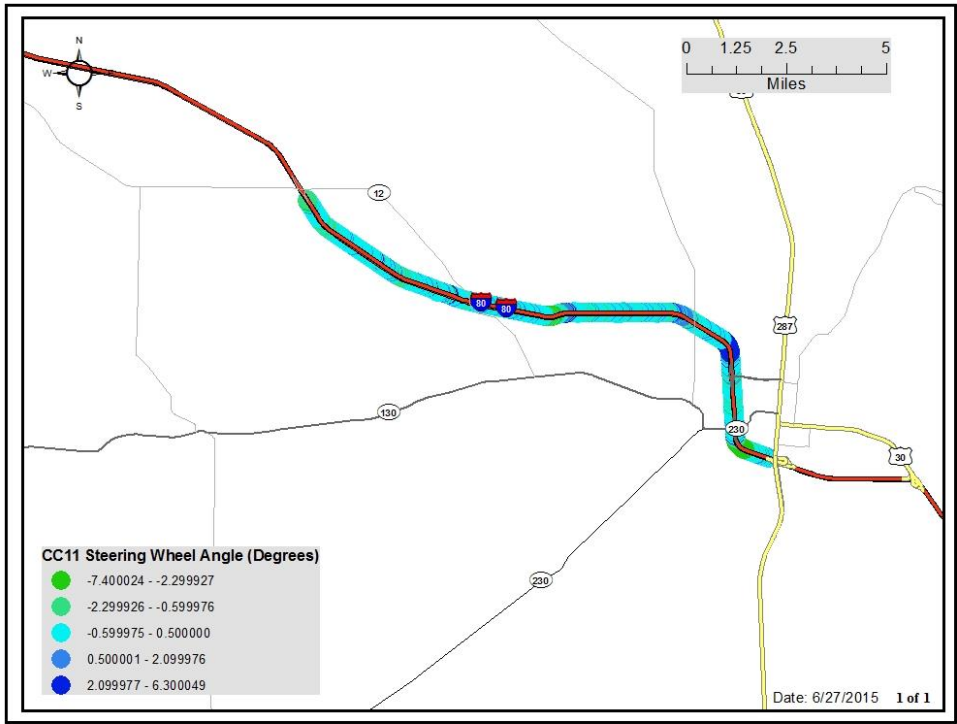 N
W
S
0 1.25 2.5 5
Miles
12
80
80
287
130
230
30
230
CC11 Steering Wheel Angle (Degrees)
-7.400024 - -2.299927
-2.299926 - -0.599976
-0.599975 - 0.500000
0.500001 - 2.099976
2.099977 - 6.300049
Date: 6/27/2015 1 of 1